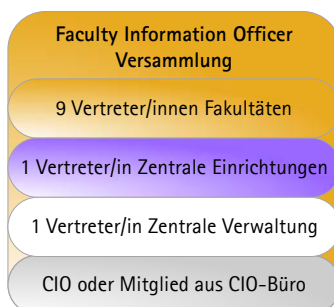 Faculty Information Officer
Versammlung
9 Vertreter/innen Fakultäten
1 Vertreter/in Zentrale Einrichtungen
1 Vertreter/in Zentrale Verwaltung
CIO oder Mitglied aus CIO-Büro